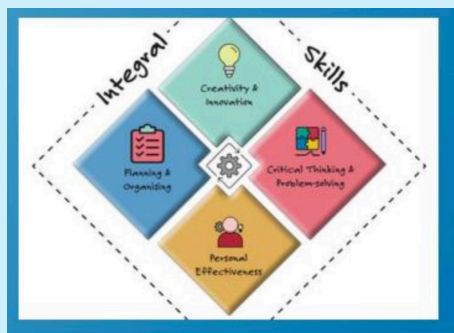 Integral
Skills
Creativity &
Innovation
Planning &
Organising
Critical Thinking &
Problem-solving
Personal
Effectiveness